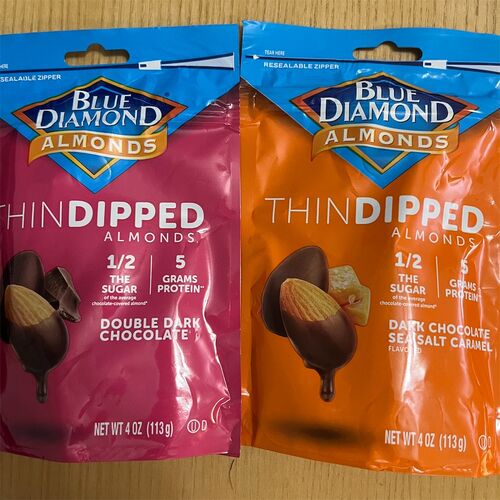 TEAR HERE
RESEALABLE ZIPPER
BLUE
DIAMOND
ALMONDS
THINDIPPED
ALMONDS
1/2
THE
SUGAR
of the average
chocolate-covered almond*
5
GRAMS
PROTEIN**
DOUBLE DARK
CHOCOLATE
NET WT 4 OZ (113g)
U D
TEAR HERE
RESEALABLE ZIPPER
BLUE
DIAMOND
ALMONDS
THINDIPPED
ALMONDS
1/2
THE
SUGAR
of the average
chocolate-covered almond*
5
GRAMS
PROTEIN**
DARK CHOCOLATE
SEA SALT CARAMEL
FLAVORED
NET WT 4 OZ (113g)
U D